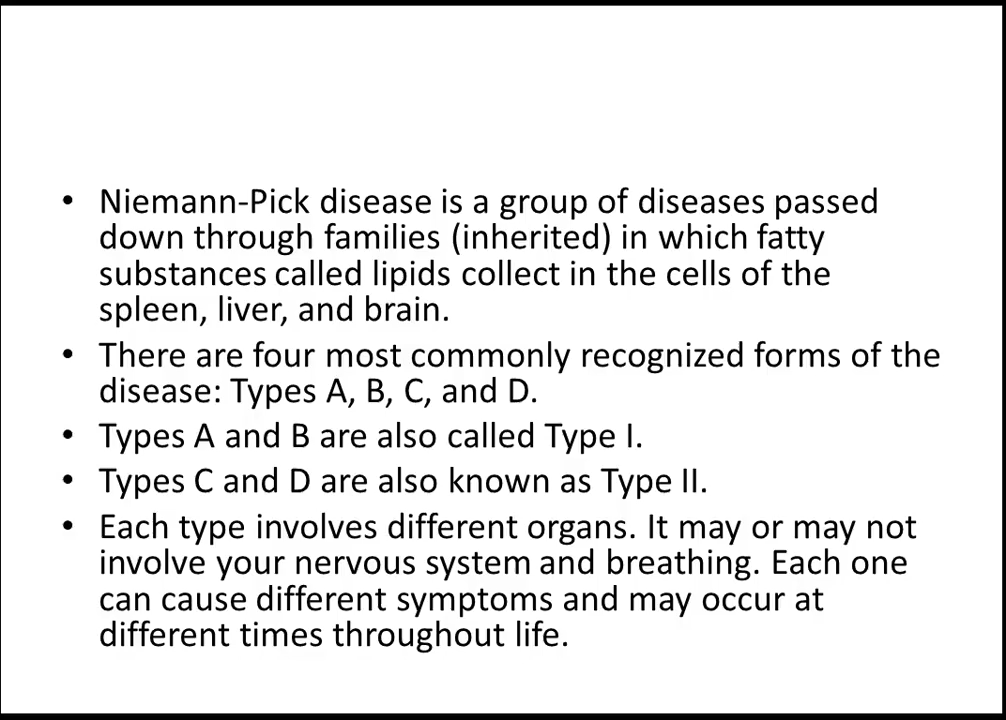 • Niemann-Pick disease is a group of diseases passed
down through families (inherited) in which fatty
substances called lipids collect in the cells of the
spleen, liver, and brain.
• There are four most commonly recognized forms of the
disease: Types A, B, C, and D.
• Types A and B are also called Type I.
• Types C and D are also known as Type II.
• Each type involves different organs. It may or may not
involve your nervous system and breathing. Each one
can cause different symptoms and may occur at
different times throughout life.